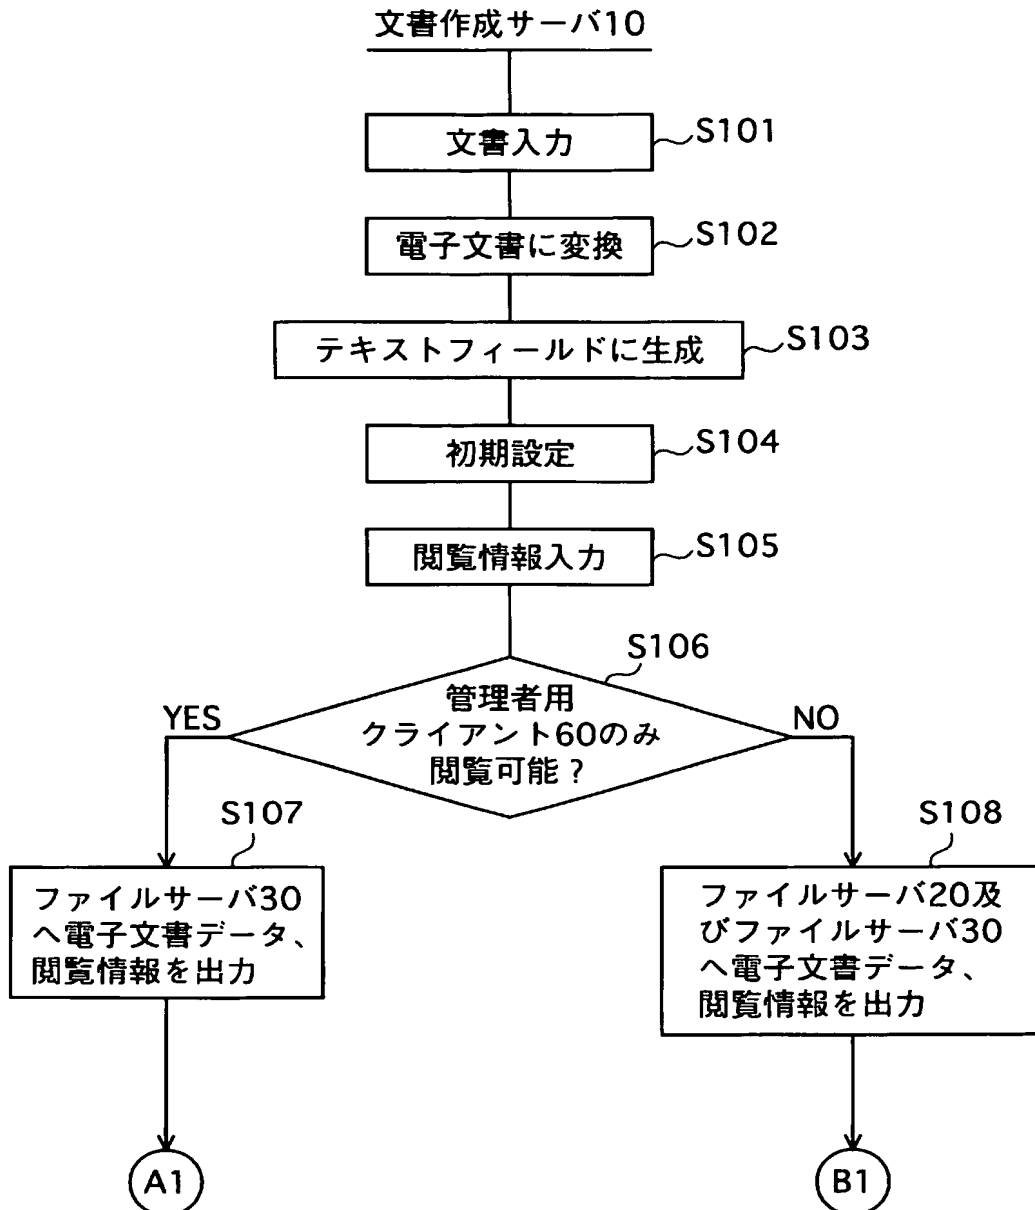 文書作成サーバ10
文書入力
S101
電子文書に変換
S102
テキストフィールドに生成
S103
初期設定
S104
閲覧情報入力
S105
S106
管理者用
クライアント60のみ
閲覧可能?
YES
NO
S107
ファイルサーバ30
へ電子文書データ、
閲覧情報を出力
S108
ファイルサーバ20及
びファイルサーバ30
へ電子文書データ、
閲覧情報を出力
A1
B1